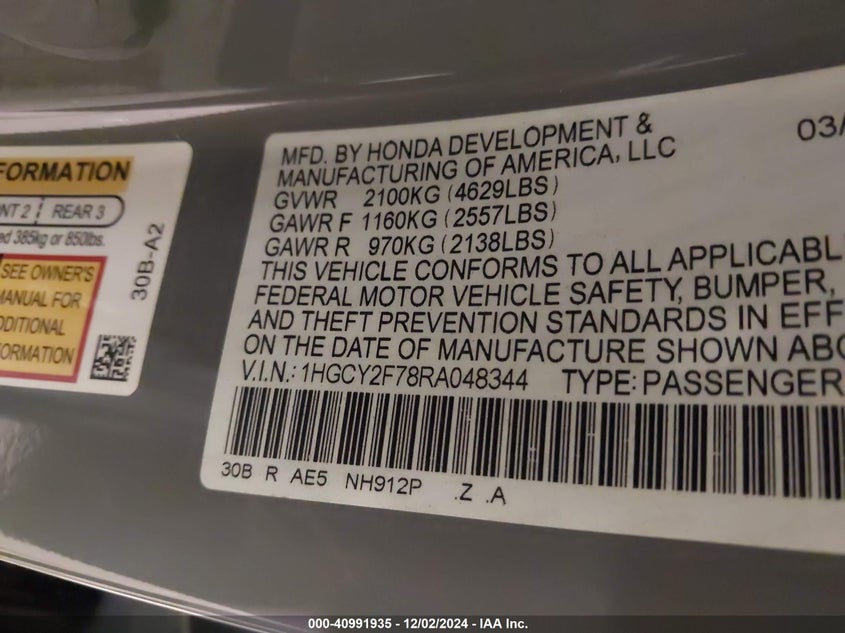 FORMATION
NT 2 REAR 3
ed 385kg or 850lbs.
SEE OWNER'S
MANUAL FOR
DDITIONAL
FORMATION
30B-A2
03/
MFD. BY HONDA DEVELOPMENT &
MANUFACTURING OF AMERICA, LLC
GVWR 2100KG (4629LBS)
GAWR F 1160KG (2557LBS)
GAWR R 970KG (2138LBS)
THIS VEHICLE CONFORMS TO ALL APPLICABL
FEDERAL MOTOR VEHICLE SAFETY, BUMPER,
AND THEFT PREVENTION STANDARDS IN EFF
ON THE DATE OF MANUFACTURE SHOWN ABO
V.I.N.: 1HGCY2F78RA048344 TYPE: PASSENGER
30B R AE5 NH912P .Z .A
000-40991935 - 12/02/2024 - IAA Inc.